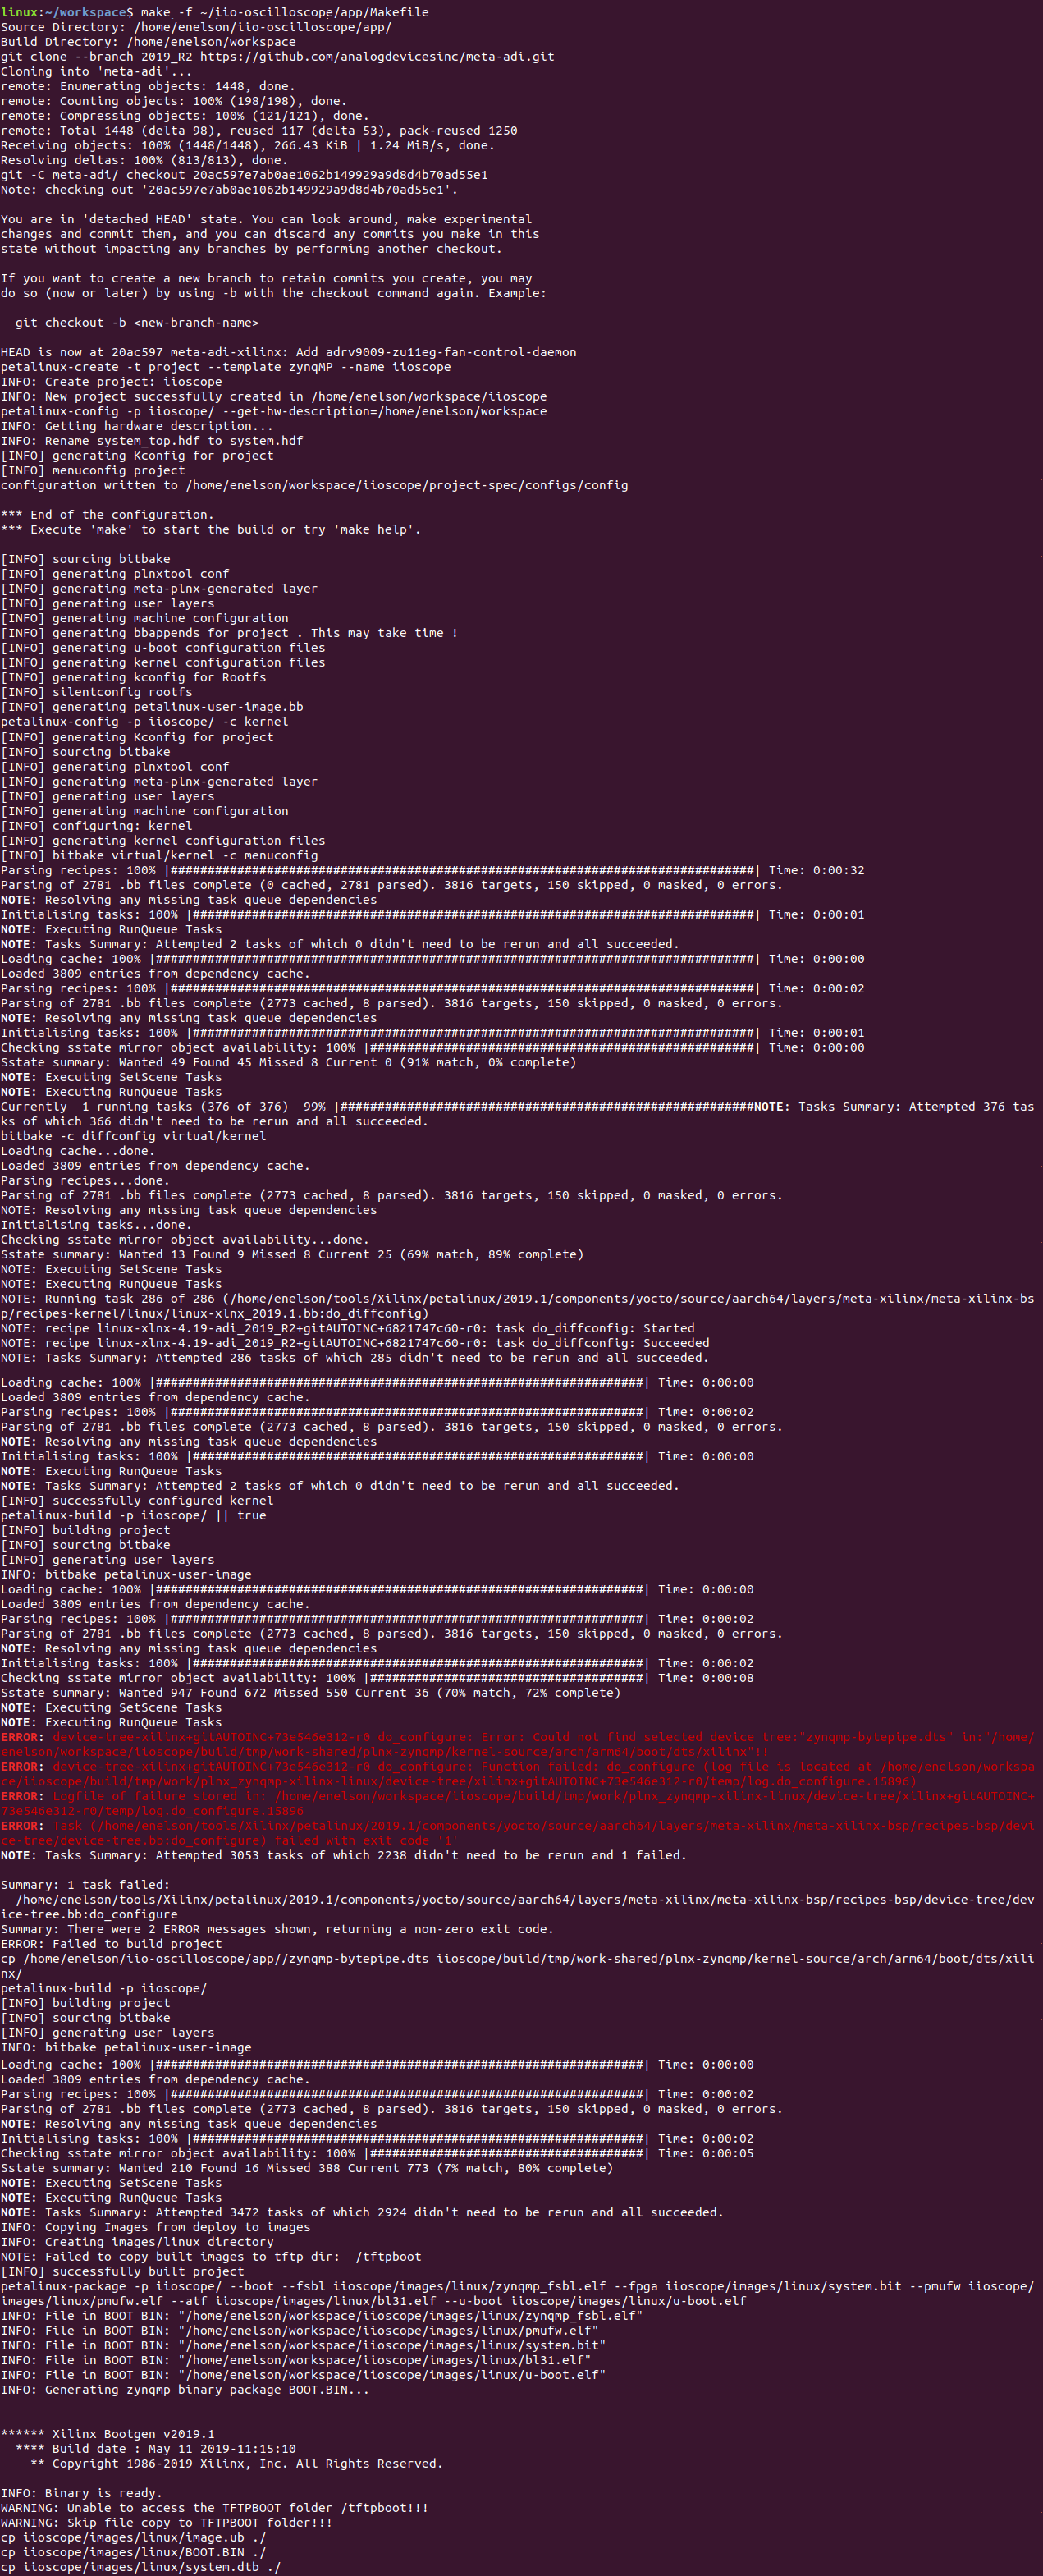 linux:~/workspace$ make -f ~/iio-oscilloscope/app/Makefile
Source Directory: /home/enelson/iio-oscilloscope/app/
Build Directory: /home/enelson/workspace
git clone --branch 2019_R2 https://github.com/analogdevicesinc/meta-adi.git
Cloning into 'meta-adi'...
remote: Enumerating objects: 1448, done.
remote: Counting objects: 100% (198/198), done.
remote: Compressing objects: 100% (121/121), done.
remote: Total 1448 (delta 98), reused 117 (delta 53), pack-reused 1250
Receiving objects: 100% (1448/1448), 266.43 KiB | 1.24 MiB/s, done.
Resolving deltas: 100% (813/813), done.
git -C meta-adi/ checkout 20ac597e7ab0ae1062b149929a9d8d4b70ad55e1
Note: checking out '20ac597e7ab0ae1062b149929a9d8d4b70ad55e1'.

You are in 'detached HEAD' state. You can look around, make experimental
changes and commit them, and you can discard any commits you make in this
state without impacting any branches by performing another checkout.

If you want to create a new branch to retain commits you create, you may
do so (now or later) by using -b with the checkout command again. Example:

  git checkout -b <new-branch-name>

HEAD is now at 20ac597 meta-adi-xilinx: Add adrv9009-zu11eg-fan-control-daemon
petalinux-create -t project --template zynqMP --name iioscope
INFO: Create project: iioscope
INFO: New project successfully created in /home/enelson/workspace/iioscope
petalinux-config -p iioscope/ --get-hw-description=/home/enelson/workspace
INFO: Getting hardware description...
INFO: Rename system_top.hdf to system.hdf
[INFO] generating Kconfig for project
[INFO] menuconfig project
configuration written to /home/enelson/workspace/iioscope/project-spec/configs/config

*** End of the configuration.
*** Execute 'make' to start the build or try 'make help'.

[INFO] sourcing bitbake
[INFO] generating plnxtool conf
[INFO] generating meta-plnx-generated layer
[INFO] generating user layers
[INFO] generating machine configuration
[INFO] generating bbappends for project . This may take time !
[INFO] generating u-boot configuration files
[INFO] generating kernel configuration files
[INFO] generating kconfig for Rootfs
[INFO] silentconfig rootfs
[INFO] generating petalinux-user-image.bb
petalinux-config -p iioscope/ -c kernel
[INFO] generating Kconfig for project
[INFO] sourcing bitbake
[INFO] generating plnxtool conf
[INFO] generating meta-plnx-generated layer
[INFO] generating user layers
[INFO] generating machine configuration
[INFO] configuring: kernel
[INFO] generating kernel configuration files
[INFO] bitbake virtual/kernel -c menuconfig
Parsing recipes: 100% |###############################################################################| Time: 0:00:32
Parsing of 2781 .bb files complete (0 cached, 2781 parsed). 3816 targets, 150 skipped, 0 masked, 0 errors.
NOTE: Resolving any missing task queue dependencies
Initialising tasks: 100% |############################################################################| Time: 0:00:01
NOTE: Executing RunQueue Tasks
NOTE: Tasks Summary: Attempted 2 tasks of which 0 didn't need to be rerun and all succeeded.
Loading cache: 100% |#################################################################################| Time: 0:00:00
Loaded 3809 entries from dependency cache.
Parsing recipes: 100% |###############################################################################| Time: 0:00:02
Parsing of 2781 .bb files complete (2773 cached, 8 parsed). 3816 targets, 150 skipped, 0 masked, 0 errors.
NOTE: Resolving any missing task queue dependencies
Initialising tasks: 100% |############################################################################| Time: 0:00:01
Checking sstate mirror object availability: 100% |####################################################| Time: 0:00:00
Sstate summary: Wanted 49 Found 45 Missed 8 Current 0 (91% match, 0% complete)
NOTE: Executing SetScene Tasks
NOTE: Executing RunQueue Tasks
Currently  1 running tasks (376 of 376)  99% |########################################################NOTE: Tasks Summary: Attempted 376 tas
ks of which 366 didn't need to be rerun and all succeeded.
bitbake -c diffconfig virtual/kernel
Loading cache...done.
Loaded 3809 entries from dependency cache.
Parsing recipes...done.
Parsing of 2781 .bb files complete (2773 cached, 8 parsed). 3816 targets, 150 skipped, 0 masked, 0 errors.
NOTE: Resolving any missing task queue dependencies
Initialising tasks...done.
Checking sstate mirror object availability...done.
Sstate summary: Wanted 13 Found 9 Missed 8 Current 25 (69% match, 89% complete)
NOTE: Executing SetScene Tasks
NOTE: Executing RunQueue Tasks
NOTE: Running task 286 of 286 (/home/enelson/tools/Xilinx/petalinux/2019.1/components/yocto/source/aarch64/layers/meta-xilinx/meta-xilinx-bs
p/recipes-kernel/linux/linux-xlnx_2019.1.bb:do_diffconfig)
NOTE: recipe linux-xlnx-4.19-adi_2019_R2+gitAUTOINC+6821747c60-r0: task do_diffconfig: Started
NOTE: recipe linux-xlnx-4.19-adi_2019_R2+gitAUTOINC+6821747c60-r0: task do_diffconfig: Succeeded
NOTE: Tasks Summary: Attempted 286 tasks of which 285 didn't need to be rerun and all succeeded.

Loading cache: 100% |##################################################################| Time: 0:00:00
Loaded 3809 entries from dependency cache.
Parsing recipes: 100% |################################################################| Time: 0:00:02
Parsing of 2781 .bb files complete (2773 cached, 8 parsed). 3816 targets, 150 skipped, 0 masked, 0 errors.
NOTE: Resolving any missing task queue dependencies
Initialising tasks: 100% |#############################################################| Time: 0:00:00
NOTE: Executing RunQueue Tasks
NOTE: Tasks Summary: Attempted 2 tasks of which 0 didn't need to be rerun and all succeeded.
[INFO] successfully configured kernel
petalinux-build -p iioscope/ || true
[INFO] building project
[INFO] sourcing bitbake
[INFO] generating user layers
INFO: bitbake petalinux-user-image
Loading cache: 100% |##################################################################| Time: 0:00:00
Loaded 3809 entries from dependency cache.
Parsing recipes: 100% |################################################################| Time: 0:00:02
Parsing of 2781 .bb files complete (2773 cached, 8 parsed). 3816 targets, 150 skipped, 0 masked, 0 errors.
NOTE: Resolving any missing task queue dependencies
Initialising tasks: 100% |#############################################################| Time: 0:00:02
Checking sstate mirror object availability: 100% |#####################################| Time: 0:00:08
Sstate summary: Wanted 947 Found 672 Missed 550 Current 36 (70% match, 72% complete)
NOTE: Executing SetScene Tasks
NOTE: Executing RunQueue Tasks
ERROR: device-tree-xilinx+gitAUTOINC+73e546e312-r0 do_configure: Error: Could not find selected device tree:"zynqmp-bytepipe.dts" in:"/home/
enelson/workspace/iioscope/build/tmp/work-shared/plnx-zynqmp/kernel-source/arch/arm64/boot/dts/xilinx"!!
ERROR: device-tree-xilinx+gitAUTOINC+73e546e312-r0 do_configure: Function failed: do_configure (log file is located at /home/enelson/workspa
ce/iioscope/build/tmp/work/plnx_zynqmp-xilinx-linux/device-tree/xilinx+gitAUTOINC+73e546e312-r0/temp/log.do_configure.15896)
ERROR: Logfile of failure stored in: /home/enelson/workspace/iioscope/build/tmp/work/plnx_zynqmp-xilinx-linux/device-tree/xilinx+gitAUTOINC+
73e546e312-r0/temp/log.do_configure.15896
ERROR: Task (/home/enelson/tools/Xilinx/petalinux/2019.1/components/yocto/source/aarch64/layers/meta-xilinx/meta-xilinx-bsp/recipes-bsp/devi
ce-tree/device-tree.bb:do_configure) failed with exit code '1'
NOTE: Tasks Summary: Attempted 3053 tasks of which 2238 didn't need to be rerun and 1 failed.

Summary: 1 task failed:
  /home/enelson/tools/Xilinx/petalinux/2019.1/components/yocto/source/aarch64/layers/meta-xilinx/meta-xilinx-bsp/recipes-bsp/device-tree/dev
ice-tree.bb:do_configure
Summary: There were 2 ERROR messages shown, returning a non-zero exit code.
ERROR: Failed to build project
cp /home/enelson/iio-oscilloscope/app//zynqmp-bytepipe.dts iioscope/build/tmp/work-shared/plnx-zynqmp/kernel-source/arch/arm64/boot/dts/xili
nx/
petalinux-build -p iioscope/
[INFO] building project
[INFO] sourcing bitbake
[INFO] generating user layers
INFO: bitbake petalinux-user-image
Loading cache: 100% |##################################################################| Time: 0:00:00
Loaded 3809 entries from dependency cache.
Parsing recipes: 100% |################################################################| Time: 0:00:02
Parsing of 2781 .bb files complete (2773 cached, 8 parsed). 3816 targets, 150 skipped, 0 masked, 0 errors.
NOTE: Resolving any missing task queue dependencies
Initialising tasks: 100% |#############################################################| Time: 0:00:02
Checking sstate mirror object availability: 100% |#####################################| Time: 0:00:05
Sstate summary: Wanted 210 Found 16 Missed 388 Current 773 (7% match, 80% complete)
NOTE: Executing SetScene Tasks
NOTE: Executing RunQueue Tasks
NOTE: Tasks Summary: Attempted 3472 tasks of which 2924 didn't need to be rerun and all succeeded.
INFO: Copying Images from deploy to images
INFO: Creating images/linux directory
NOTE: Failed to copy built images to tftp dir:  /tftpboot
[INFO] successfully built project
petalinux-package -p iioscope/ --boot --fsbl iioscope/images/linux/zynqmp_fsbl.elf --fpga iioscope/images/linux/system.bit --pmufw iioscope/
images/linux/pmufw.elf --atf iioscope/images/linux/bl31.elf --u-boot iioscope/images/linux/u-boot.elf
INFO: File in BOOT BIN: "/home/enelson/workspace/iioscope/images/linux/zynqmp_fsbl.elf"
INFO: File in BOOT BIN: "/home/enelson/workspace/iioscope/images/linux/pmufw.elf"
INFO: File in BOOT BIN: "/home/enelson/workspace/iioscope/images/linux/system.bit"
INFO: File in BOOT BIN: "/home/enelson/workspace/iioscope/images/linux/bl31.elf"
INFO: File in BOOT BIN: "/home/enelson/workspace/iioscope/images/linux/u-boot.elf"
INFO: Generating zynqmp binary package BOOT.BIN...

****** Xilinx Bootgen v2019.1
  **** Build date : May 11 2019-11:15:10
    ** Copyright 1986-2019 Xilinx, Inc. All Rights Reserved.

INFO: Binary is ready.
WARNING: Unable to access the TFTPBOOT folder /tftpboot!!!
WARNING: Skip file copy to TFTPBOOT folder!!!
cp iioscope/images/linux/image.ub ./
cp iioscope/images/linux/BOOT.BIN ./
cp iioscope/images/linux/system.dtb ./